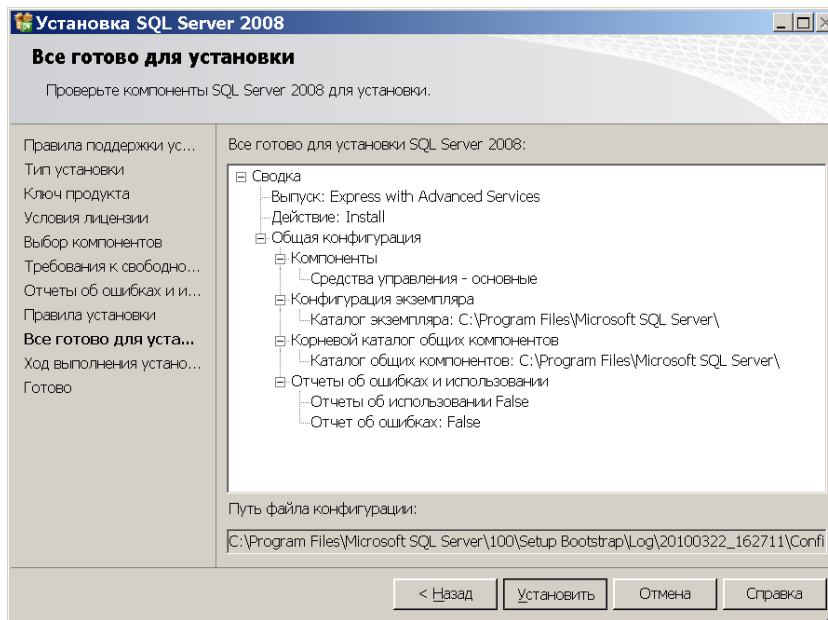 Установка SQL Server 2008
Все готово для установки
Проверьте компоненты SQL Server 2008 для установки.
Правила поддержки ус...
Тип установки
Ключ продукта
Условия лицензии
Выбор компонентов
Требования к свободно...
Отчеты об ошибках и и...
Правила установки
Все готово для уста...
Ход выполнения устано...
Готово
Все готово для установки SQL Server 2008:
Сводка
Выпуск: Express with Advanced Services
Действие: Install
Общая конфигурация
Компоненты
Средства управления - основные
Конфигурация экземпляра
Каталог экземпляра: C:\Program Files\Microsoft SQL Server\
Корневой каталог общих компонентов
Каталог общих компонентов: C:\Program Files\Microsoft SQL Server\
Отчеты об ошибках и использовании
Отчеты об использовании False
Отчет об ошибках: False
Путь файла конфигурации:
C:\Program Files\Microsoft SQL Server\100\Setup Bootstrap\Log\20100322_162711\Confi
< Назад Установить Отмена Справка